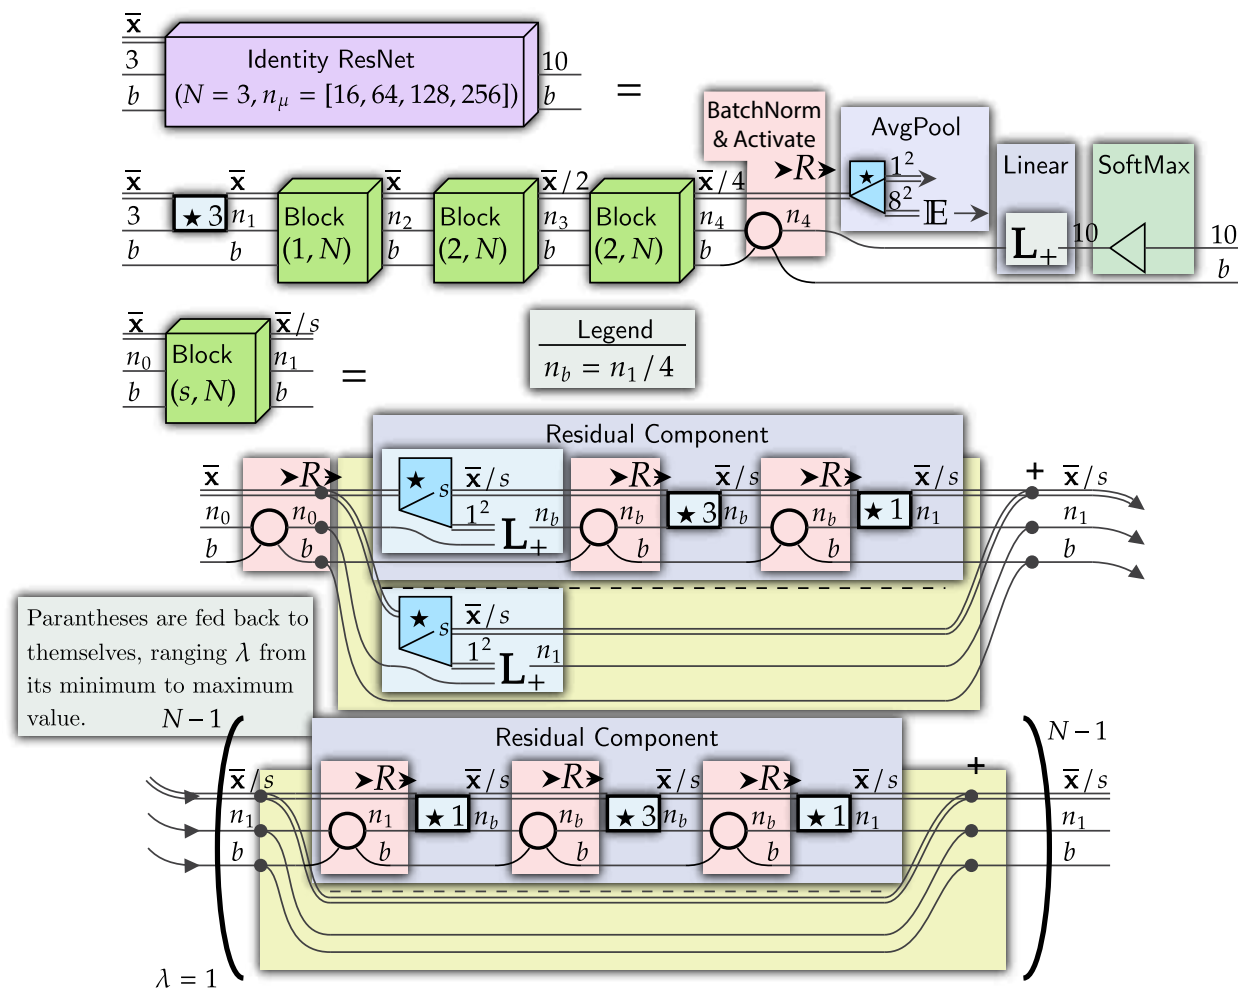 x̄
3 Identity ResNet 10
b (N = 3, n_μ = [16, 64, 128, 256]) b
=
BatchNorm
& Activate
AvgPool
Linear
SoftMax
➤R➤
★ 1²
8² 𝔼
x̄ x̄ x̄ x̄/2 x̄/4
3 ★ 3 n₁ Block n₂ Block n₃ Block n₄ n₄ L₊ 10 10
b b (1, N) b (2, N) b (2, N) b b
x̄ x̄/s
n₀ Block n₁
b (s, N) b
=
Legend
n_b = n₁ / 4
Residual Component
x̄ ➤R➤ ★ s x̄/s ➤R➤ x̄/s ➤R➤ x̄/s + x̄/s
n₀ n₀ 1² L₊ n_b n_b ★ 3 n_b n_b ★ 1 n₁ n₁
b b b b b
★ s x̄/s
1² L₊ n₁
Parantheses are fed back to
themselves, ranging λ from
its minimum to maximum
value.
N − 1
Residual Component
N − 1
x̄/s ➤R➤ x̄/s ➤R➤ x̄/s ➤R➤ x̄/s + x̄/s
n₁ n₁ ★ 1 n_b n_b ★ 3 n_b n_b ★ 1 n₁ n₁
b b b b b
λ = 1